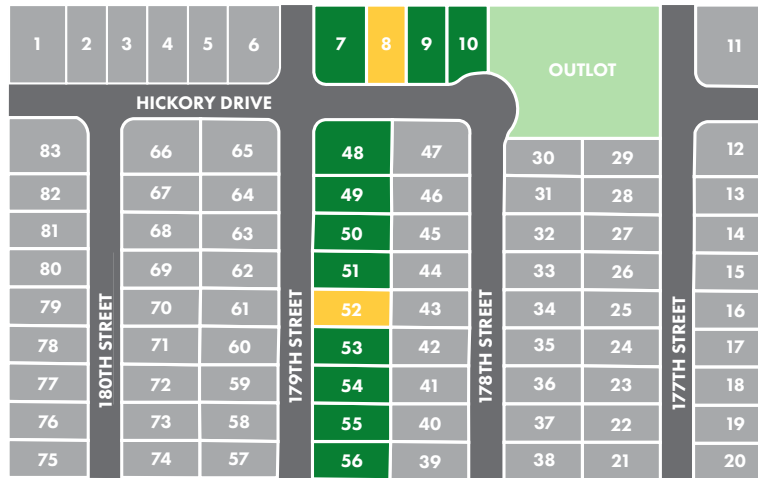 1 2 3 4 5 6 7 8 9 10 OUTLOT 11
HICKORY DRIVE
83 66 65 48 47 30 29 12
82 67 64 49 46 31 28 13
81 68 63 50 45 32 27 14
80 69 62 51 44 33 26 15
79 70 61 52 43 34 25 16
78 71 60 53 42 35 24 17
77 72 59 54 41 36 23 18
76 73 58 55 40 37 22 19
75 74 57 56 39 38 21 20
180TH STREET
179TH STREET
178TH STREET
177TH STREET